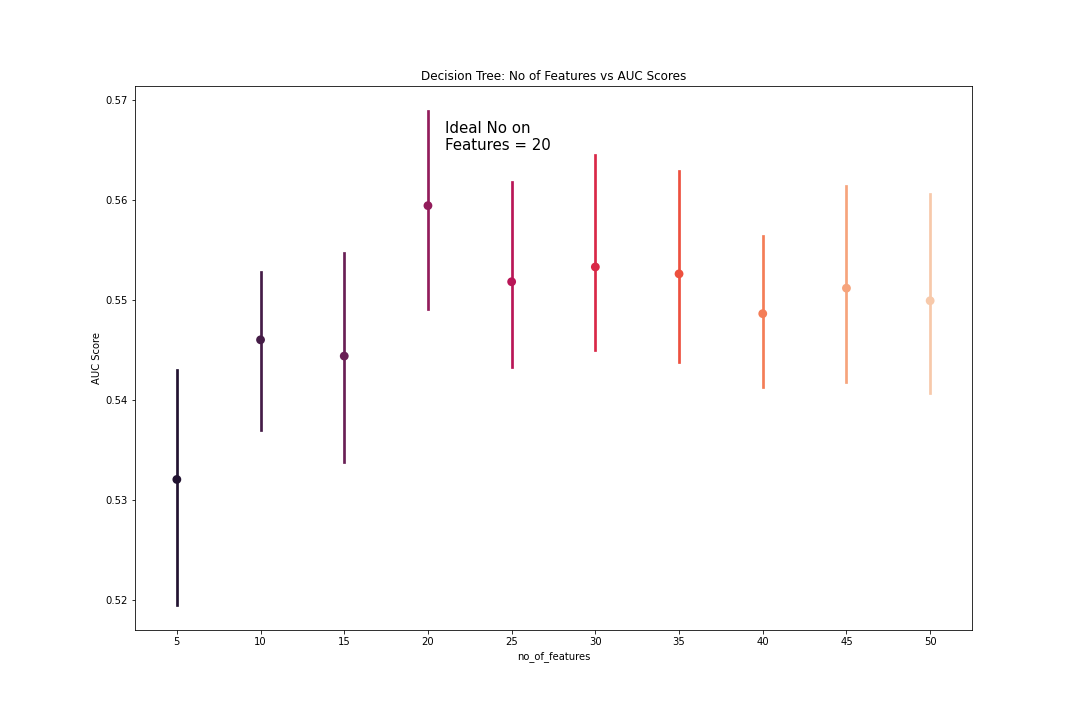 Decision Tree: No of Features vs AUC Scores
0.57
0.56
0.55
0.54
0.53
0.52
AUC Score
Ideal No on
Features = 20
5 10 15 20 25 30 35 40 45 50
no_of_features